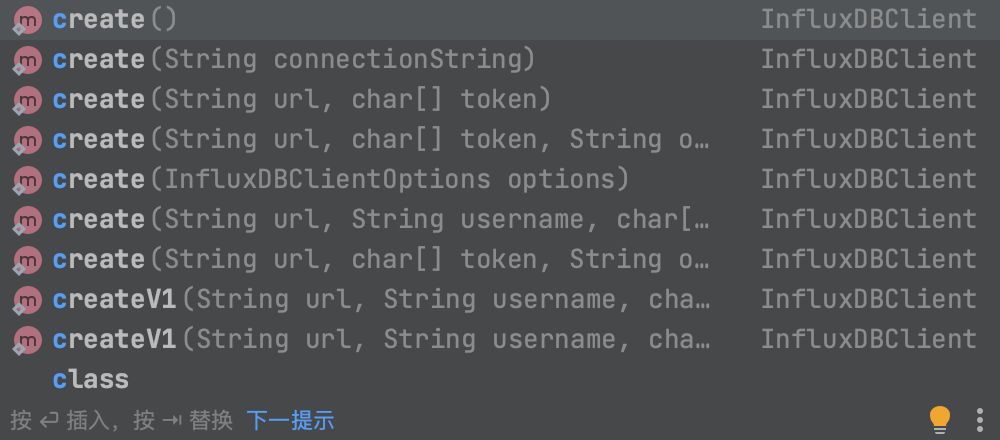 m create() InfluxDBClient
m create(String connectionString) InfluxDBClient
m create(String url, char[] token) InfluxDBClient
m create(String url, char[] token, String o… InfluxDBClient
m create(InfluxDBClientOptions options) InfluxDBClient
m create(String url, String username, char[… InfluxDBClient
m create(String url, char[] token, String o… InfluxDBClient
m createV1(String url, String username, cha… InfluxDBClient
m createV1(String url, String username, cha… InfluxDBClient
class
按 ⏎ 插入，按 ⇥ 替换 下一提示